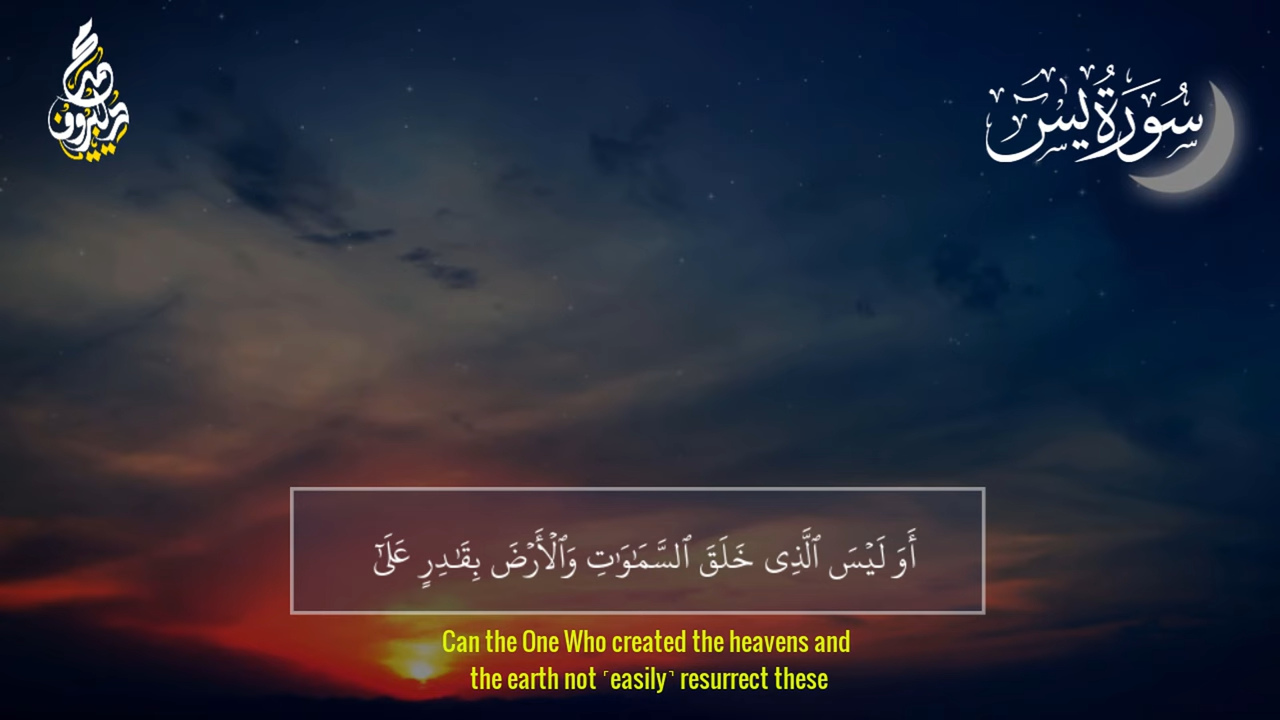 سُورَةُ يسٓ
أَوَ لَيْسَ ٱلَّذِى خَلَقَ ٱلسَّمَـٰوَٰتِ وَٱلْأَرْضَ بِقَـٰدِرٍ عَلَىٰٓ
Can the One Who created the heavens and
the earth not ˹easily˺ resurrect these